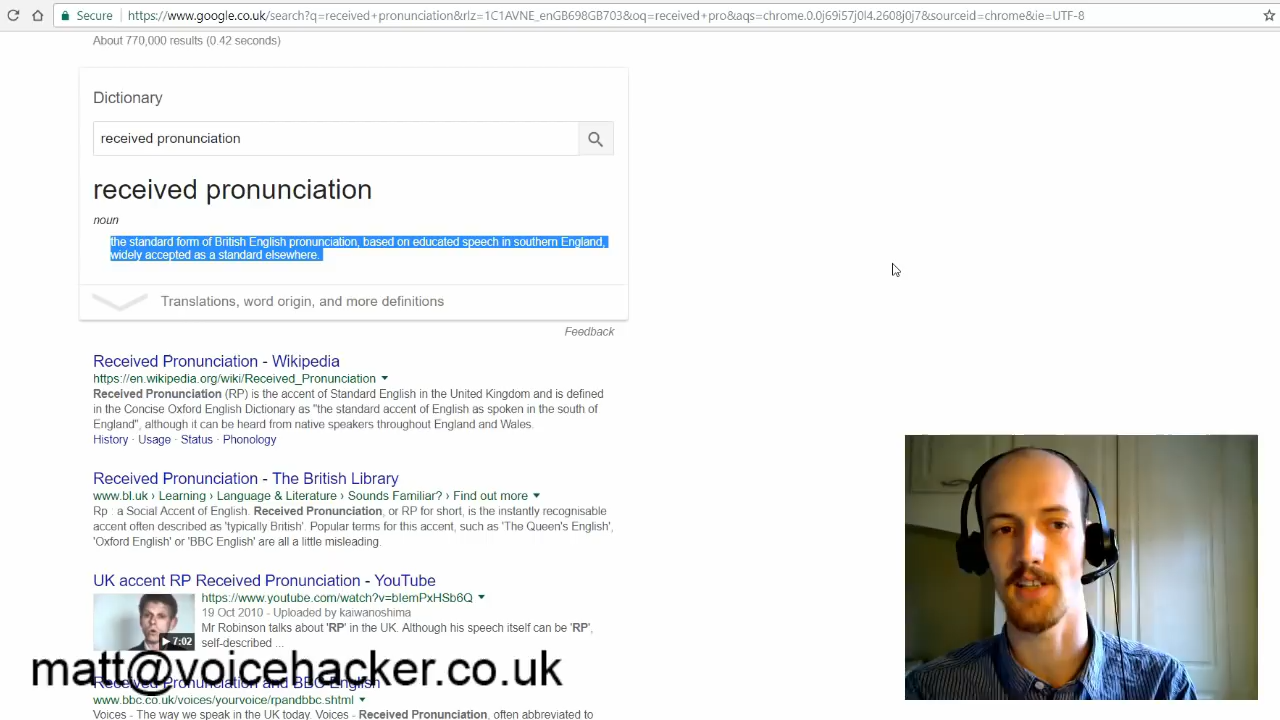 Secure https://www.google.co.uk/search?q=received+pronunciation&rlz=1C1AVNE_enGB698GB703&oq=received+pro&aqs=chrome.0.0j69i57j0l4.2608j0j7&sourceid=chrome&ie=UTF-8
About 770,000 results (0.42 seconds)
Dictionary
received pronunciation
received pronunciation
noun
the standard form of British English pronunciation, based on educated speech in southern England,
widely accepted as a standard elsewhere.
Translations, word origin, and more definitions
Feedback
Received Pronunciation - Wikipedia
https://en.wikipedia.org/wiki/Received_Pronunciation
Received Pronunciation (RP) is the accent of Standard English in the United Kingdom and is defined
in the Concise Oxford English Dictionary as "the standard accent of English as spoken in the south of
England", although it can be heard from native speakers throughout England and Wales.
History · Usage · Status · Phonology
Received Pronunciation - The British Library
www.bl.uk › Learning › Language & Literature › Sounds Familiar? › Find out more
Rp : a Social Accent of English. Received Pronunciation, or RP for short, is the instantly recognisable
accent often described as 'typically British'. Popular terms for this accent, such as 'The Queen's English',
'Oxford English' or 'BBC English' are all a little misleading.
UK accent RP Received Pronunciation - YouTube
https://www.youtube.com/watch?v=bIemPxHSb6Q
19 Oct 2010 - Uploaded by kaiwanoshima
Mr Robinson talks about 'RP' in the UK. Although his speech itself can be 'RP',
7:02
self-described ...
matt@voicehacker.co.uk
Received Pronunciation and BBC English
www.bbc.co.uk/voices/yourvoice/rpandbbc.shtml
Voices - The way we speak in the UK today. Voices - Received Pronunciation, often abbreviated to